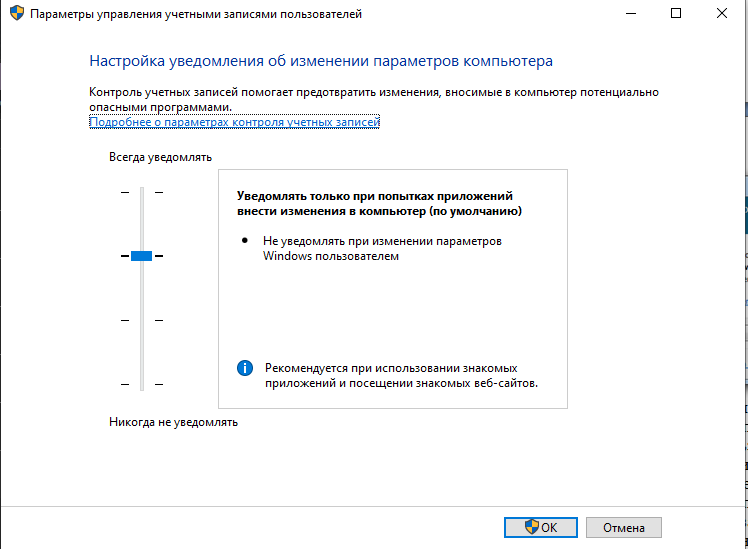 Параметры управления учетными записями пользователей
Настройка уведомления об изменении параметров компьютера
Контроль учетных записей помогает предотвратить изменения, вносимые в компьютер потенциально
опасными программами.
Подробнее о параметрах контроля учетных записей
Всегда уведомлять
Уведомлять только при попытках приложений
внести изменения в компьютер (по умолчанию)
• Не уведомлять при изменении параметров
Windows пользователем
Рекомендуется при использовании знакомых
приложений и посещении знакомых веб-сайтов.
Никогда не уведомлять
ОК
Отмена